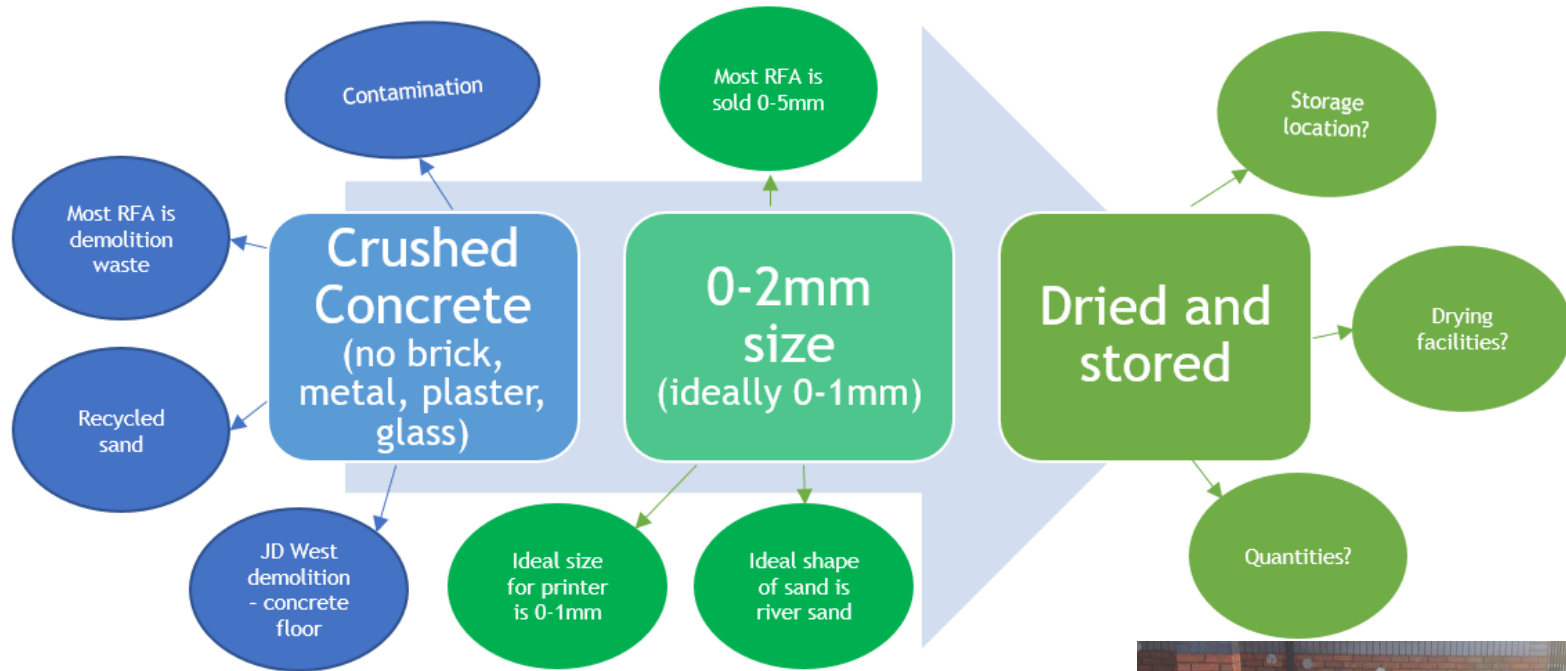 Contamination
Most RFA is
demolition
waste
Recycled
sand
JD West
demolition
– concrete
floor
Crushed
Concrete
(no brick,
metal, plaster,
glass)
Most RFA is
sold 0-5mm
0-2mm
size
(ideally 0-1mm)
Ideal size
for printer
is 0-1mm
Ideal shape
of sand is
river sand
Dried and
stored
Storage
location?
Drying
facilities?
Quantities?